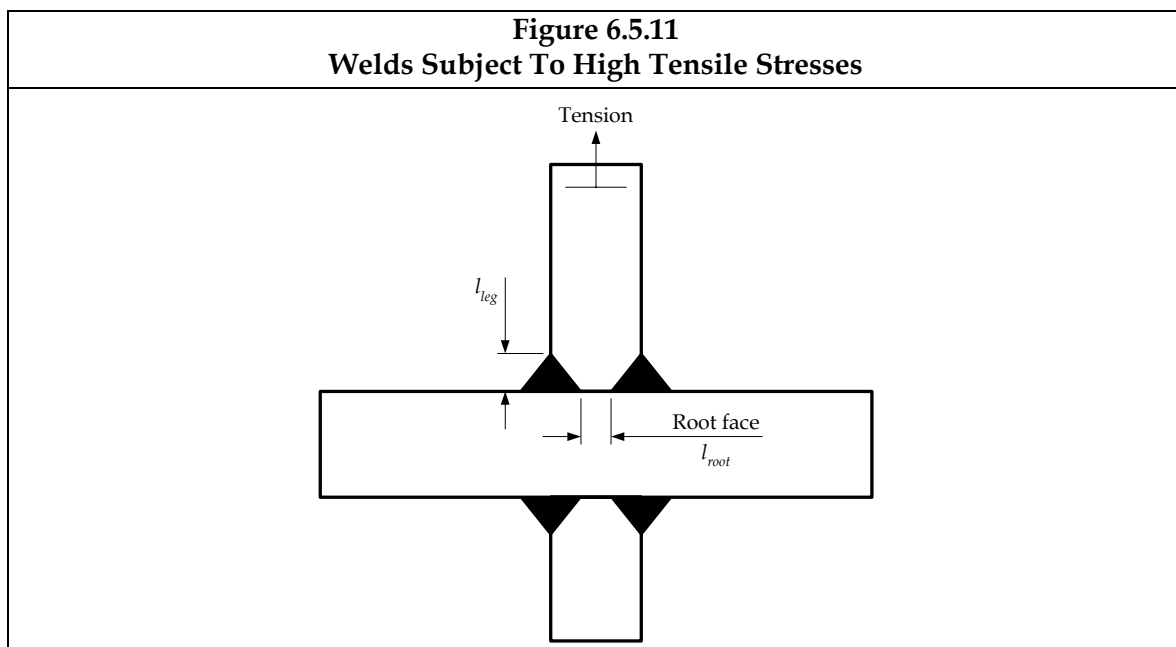 Figure 6.5.11
Welds Subject To High Tensile Stresses
Tension
l_leg
Root face
l_root